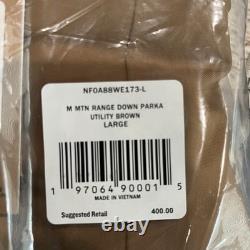 NF0A88WE173-L
M MTN RANGE DOWN PARKA
UTILITY BROWN
LARGE
1 97064 90001 5
MADE IN VIETNAM
Suggested Retail 400.00
ebay